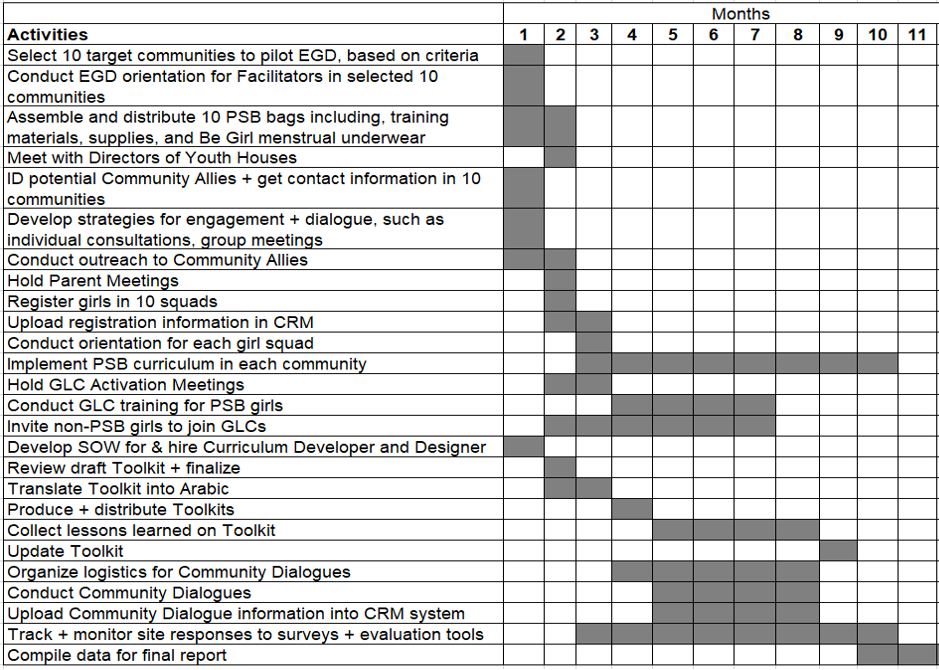 Months
Activities 1 2 3 4 5 6 7 8 9 10 11
Select 10 target communities to pilot EGD, based on criteria
Conduct EGD orientation for Facilitators in selected 10
communities
Assemble and distribute 10 PSB bags including, training
materials, supplies, and Be Girl menstrual underwear
Meet with Directors of Youth Houses
ID potential Community Allies + get contact information in 10
communities
Develop strategies for engagement + dialogue, such as
individual consultations, group meetings
Conduct outreach to Community Allies
Hold Parent Meetings
Register girls in 10 squads
Upload registration information in CRM
Conduct orientation for each girl squad
Implement PSB curriculum in each community
Hold GLC Activation Meetings
Conduct GLC training for PSB girls
Invite non-PSB girls to join GLCs
Develop SOW for & hire Curriculum Developer and Designer
Review draft Toolkit + finalize
Translate Toolkit into Arabic
Produce + distribute Toolkits
Collect lessons learned on Toolkit
Update Toolkit
Organize logistics for Community Dialogues
Conduct Community Dialogues
Upload Community Dialogue information into CRM system
Track + monitor site responses to surveys + evaluation tools
Compile data for final report